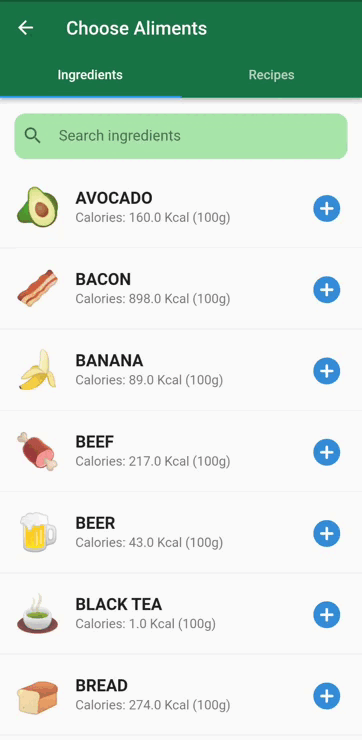 Choose Aliments
Ingredients
Recipes
Search ingredients
AVOCADO
Calories: 160.0 Kcal (100g)
BACON
Calories: 898.0 Kcal (100g)
BANANA
Calories: 89.0 Kcal (100g)
BEEF
Calories: 217.0 Kcal (100g)
BEER
Calories: 43.0 Kcal (100g)
BLACK TEA
Calories: 1.0 Kcal (100g)
BREAD
Calories: 274.0 Kcal (100g)